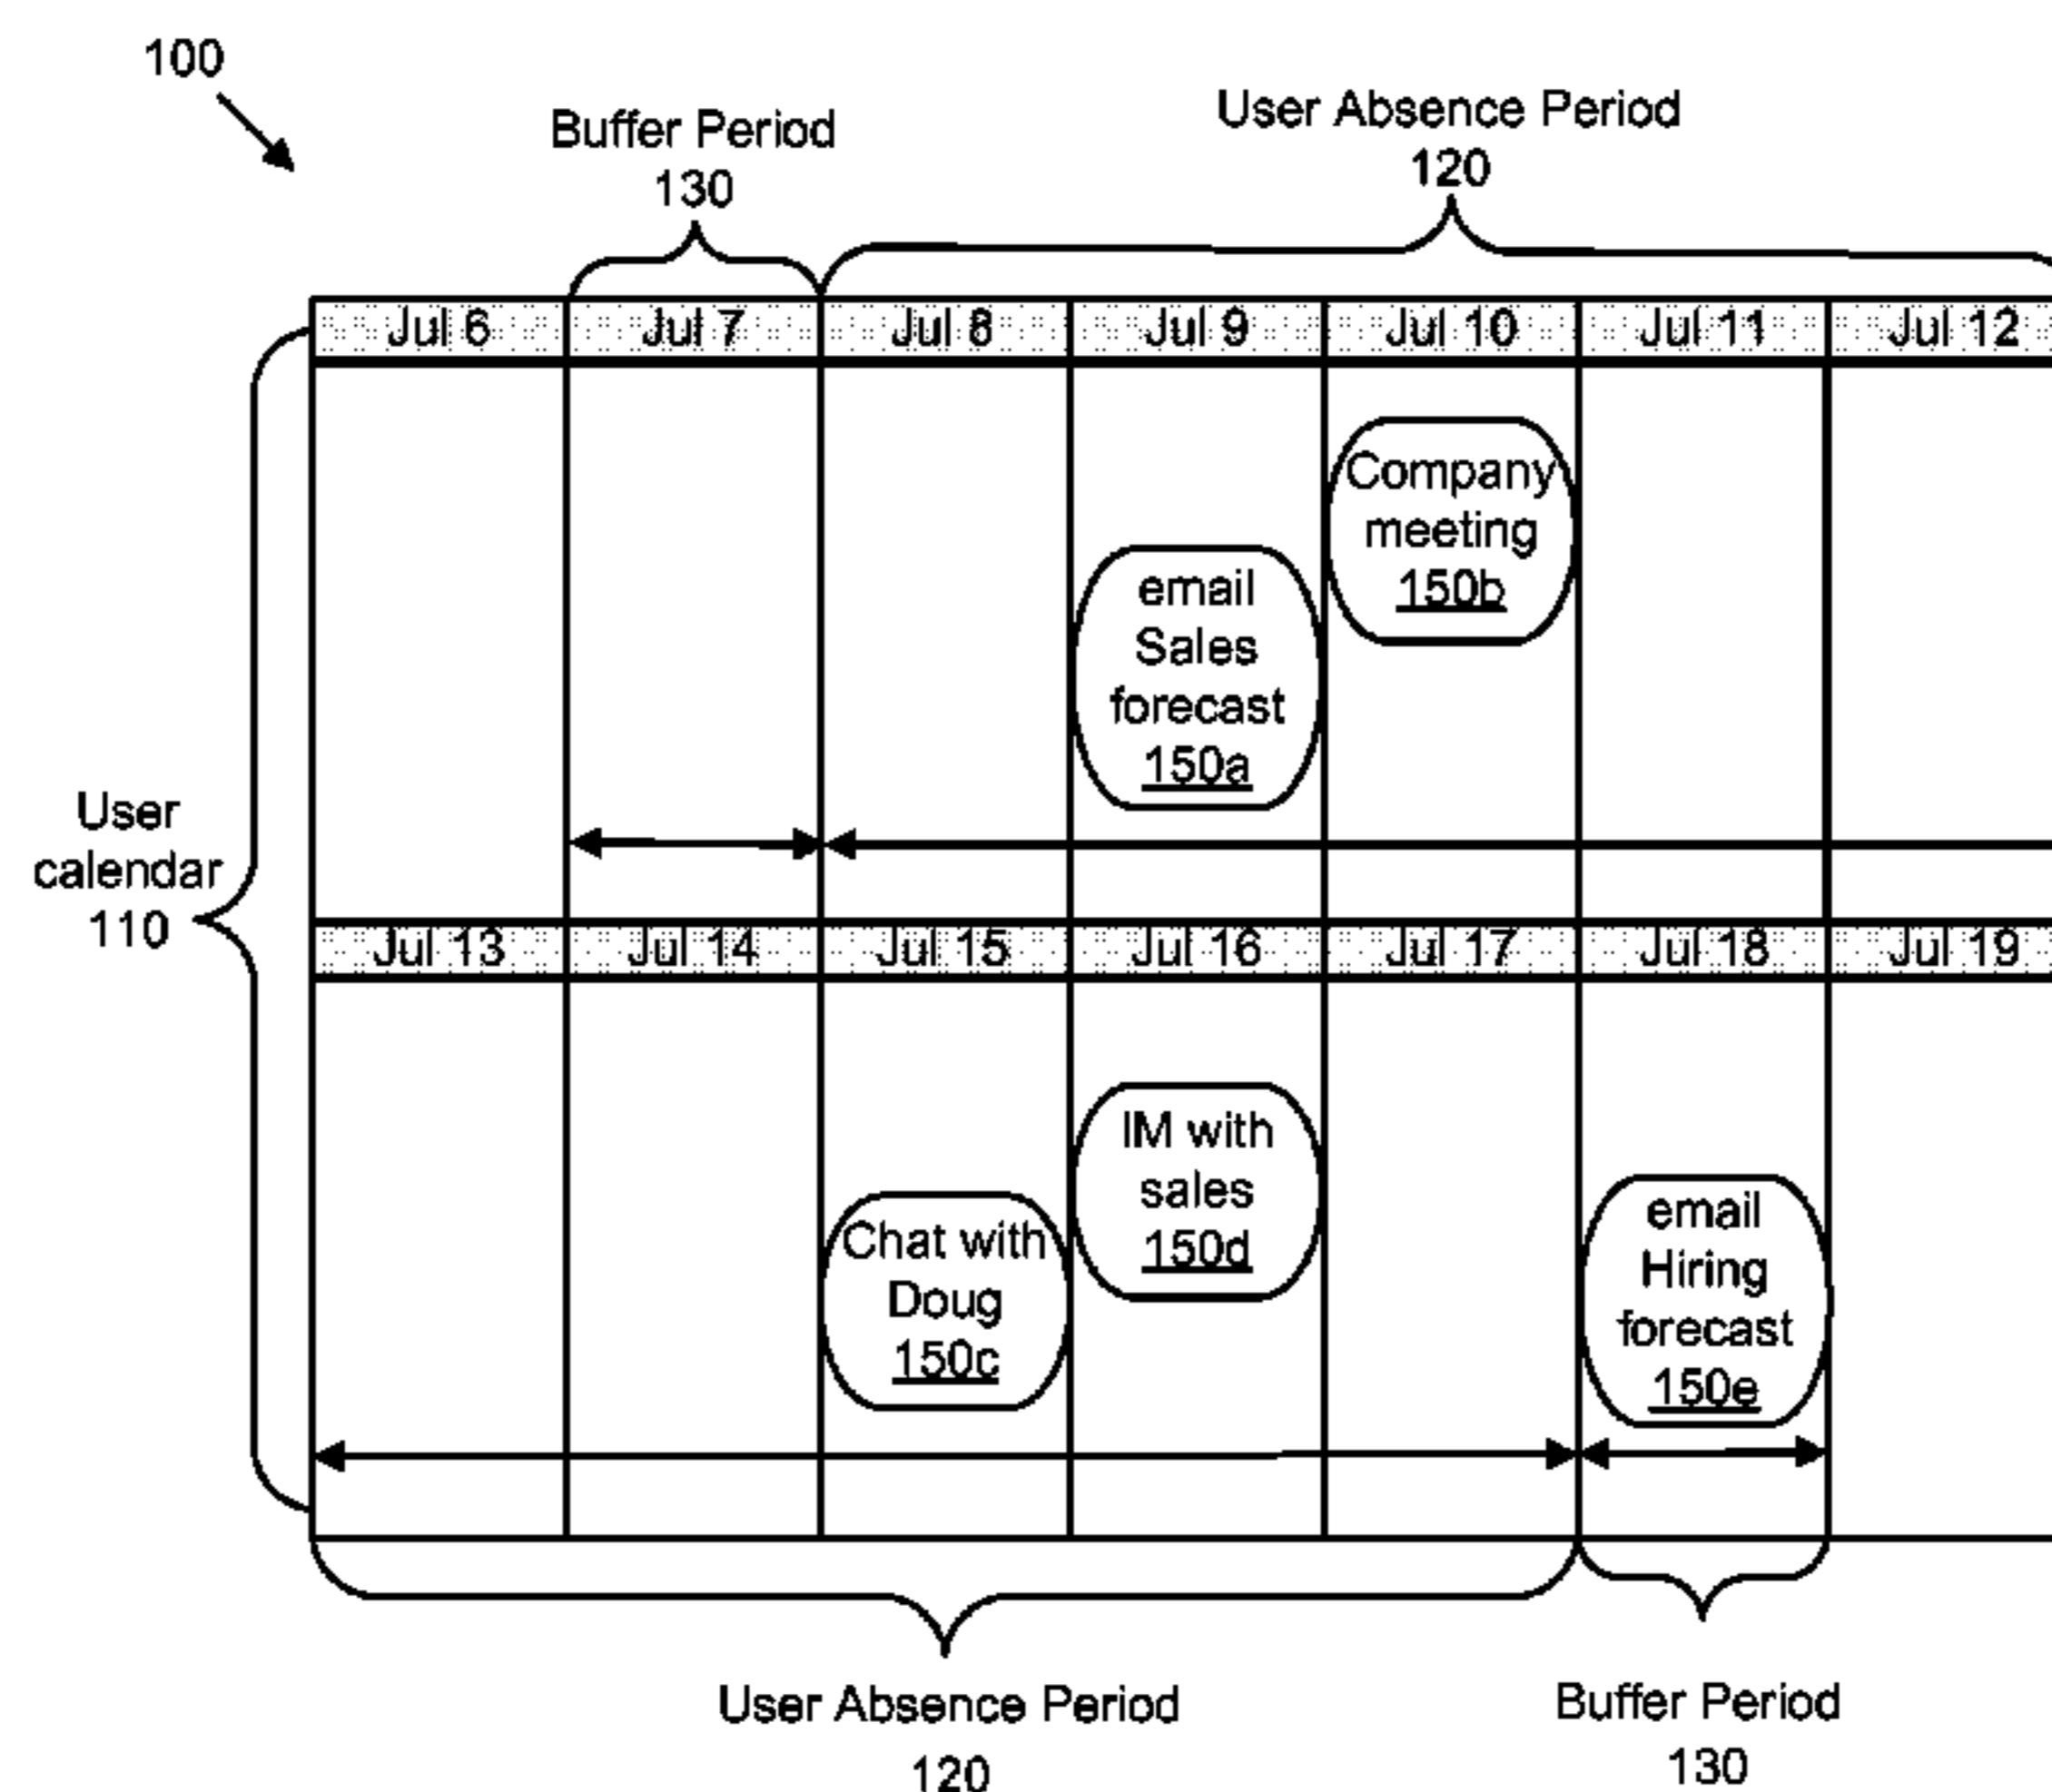 100
Buffer Period
130
User Absence Period
120
Jul 6 Jul 7 Jul 8 Jul 9 Jul 10 Jul 11 Jul 12
Company
meeting
150b
email
Sales
forecast
150a
User
calendar
110
Jul 13 Jul 14 Jul 15 Jul 16 Jul 17 Jul 18 Jul 19
Chat with
Doug
150c
IM with
sales
150d
email
Hiring
forecast
150e
User Absence Period
120
Buffer Period
130